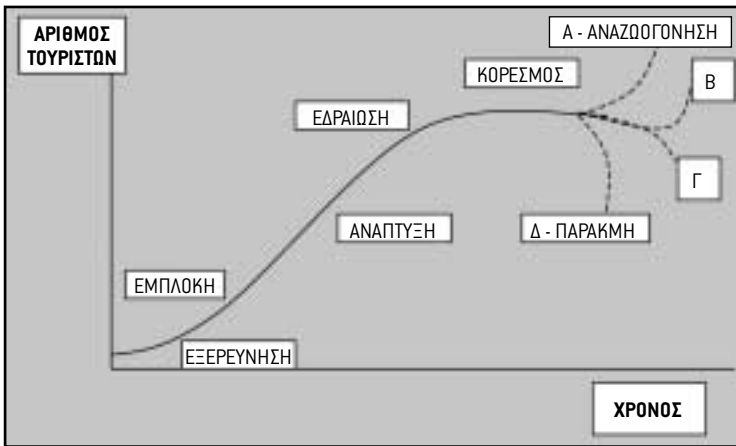 ΑΡΙΘΜΟΣ
ΤΟΥΡΙΣΤΩΝ
Α - ΑΝΑΖΩΟΓΟΝΗΣΗ
ΚΟΡΕΣΜΟΣ
Β
ΕΔΡΑΙΩΣΗ
Γ
ΑΝΑΠΤΥΞΗ
Δ - ΠΑΡΑΚΜΗ
ΕΜΠΛΟΚΗ
ΕΞΕΡΕΥΝΗΣΗ
ΧΡΟΝΟΣ